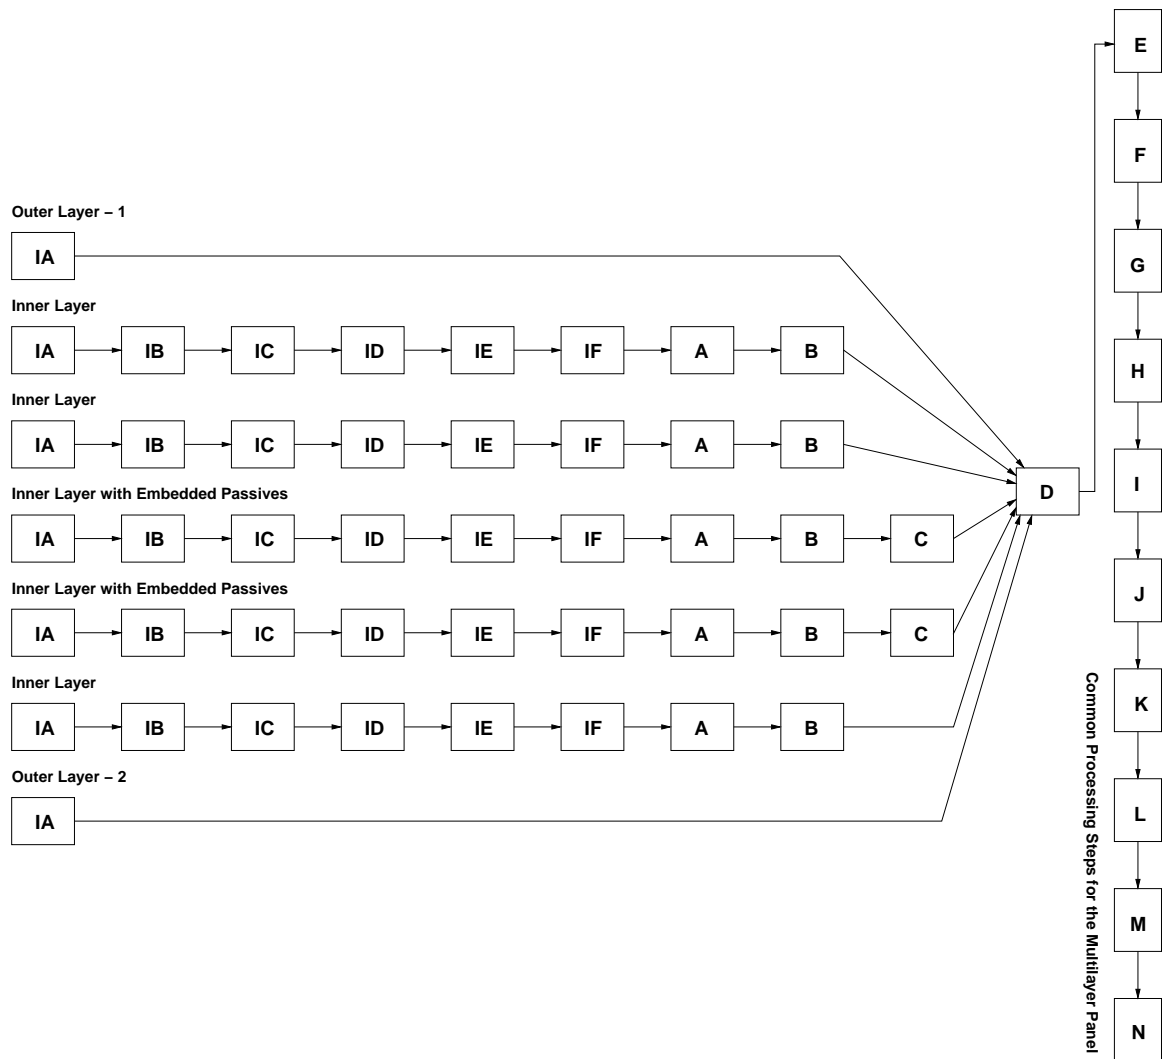 Outer Layer – 1
IA
Inner Layer
IA IB IC ID IE IF A B
Inner Layer
IA IB IC ID IE IF A B
Inner Layer with Embedded Passives
IA IB IC ID IE IF A B C
Inner Layer with Embedded Passives
IA IB IC ID IE IF A B C
Inner Layer
IA IB IC ID IE IF A B
Outer Layer – 2
IA
D
E
F
G
H
I
J
K
L
M
N
Common Processing Steps for the Multilayer Panel